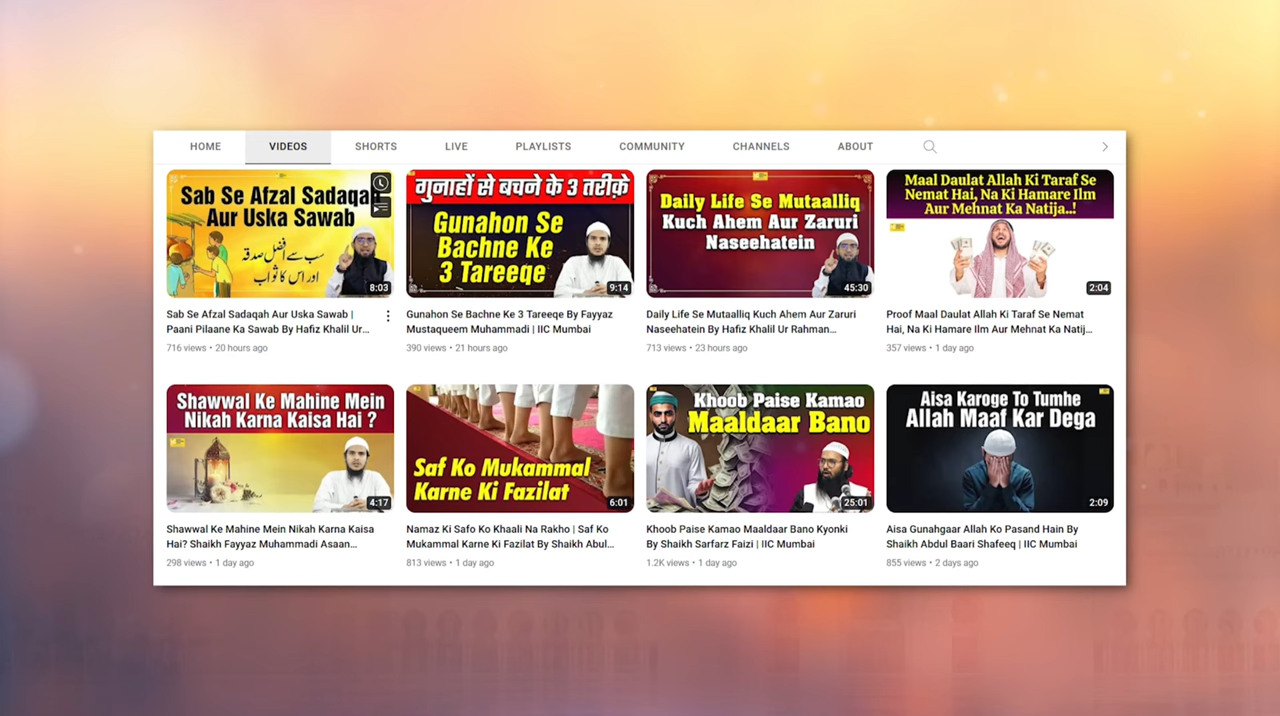 HOME VIDEOS SHORTS LIVE PLAYLISTS COMMUNITY CHANNELS ABOUT
Sab Se Afzal Sadaqah
Aur Uska Sawab
سب سے افضل صدقہ
اور اس کا ثواب
8:03
Sab Se Afzal Sadaqah Aur Uska Sawab |
Paani Pilaane Ka Sawab By Hafiz Khalil Ur...
716 views • 20 hours ago
गुनाहों से बचने के 3 तरीक़े
Gunahon Se
Bachne Ke
3 Tareeqe
9:14
Gunahon Se Bachne Ke 3 Tareeqe By Fayyaz
Mustaqueem Muhammadi | IIC Mumbai
390 views • 21 hours ago
Daily Life Se Mutaalliq
Kuch Ahem Aur Zaruri
Naseehatein
45:30
Daily Life Se Mutaalliq Kuch Ahem Aur Zaruri
Naseehatein By Hafiz Khalil Ur Rahman...
713 views • 23 hours ago
Maal Daulat Allah Ki Taraf Se
Nemat Hai, Na Ki Hamare Ilm
Aur Mehnat Ka Natija..!
2:04
Proof Maal Daulat Allah Ki Taraf Se Nemat
Hai, Na Ki Hamare Ilm Aur Mehnat Ka Natij...
357 views • 1 day ago
Shawwal Ke Mahine Mein
Nikah Karna Kaisa Hai ?
4:17
Shawwal Ke Mahine Mein Nikah Karna Kaisa
Hai? Shaikh Fayyaz Muhammadi Asaan...
298 views • 1 day ago
Saf Ko Mukammal
Karne Ki Fazilat
6:01
Namaz Ki Safo Ko Khaali Na Rakho | Saf Ko
Mukammal Karne Ki Fazilat By Shaikh Abul...
813 views • 1 day ago
Khoob Paise Kamao
Maaldaar Bano
25:01
Khoob Paise Kamao Maaldaar Bano Kyonki
By Shaikh Sarfarz Faizi | IIC Mumbai
1.2K views • 1 day ago
Aisa Karoge To Tumhe
Allah Maaf Kar Dega
2:09
Aisa Gunahgaar Allah Ko Pasand Hain By
Shaikh Abdul Baari Shafeeq | IIC Mumbai
855 views • 2 days ago